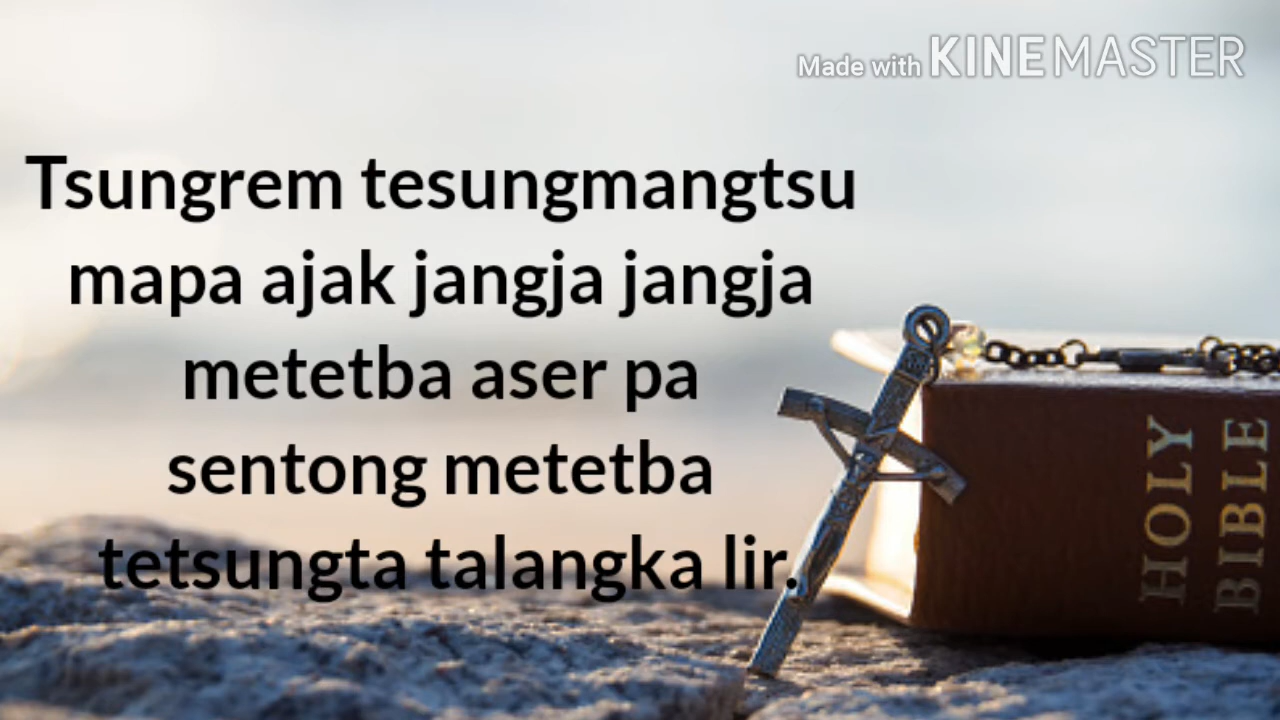 Made with KINEMASTER
Tsungrem tesungmangtsu
mapa ajak jangja jangja
metetba aser pa
sentong metetba
tetsungta talangka lir.
HOLY
BIBLE